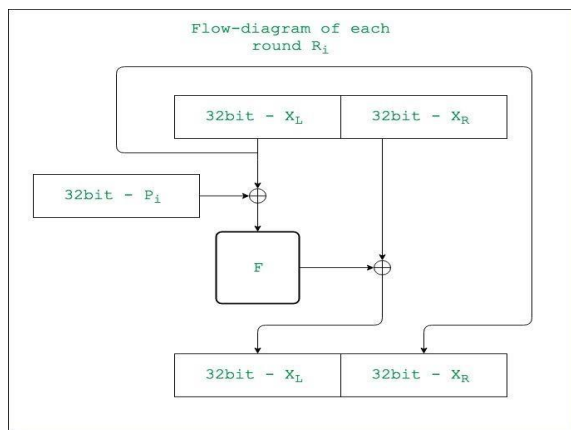 Flow-diagram of each
round Ri
32bit - XL
32bit - XR
32bit - Pi
F
32bit - XL
32bit - XR